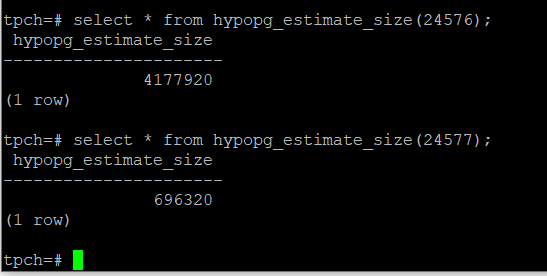 tpch=# select * from hypopg_estimate_size(24576);
 hypopg_estimate_size
----------------------
              4177920
(1 row)

tpch=# select * from hypopg_estimate_size(24577);
 hypopg_estimate_size
----------------------
               696320
(1 row)

tpch=#